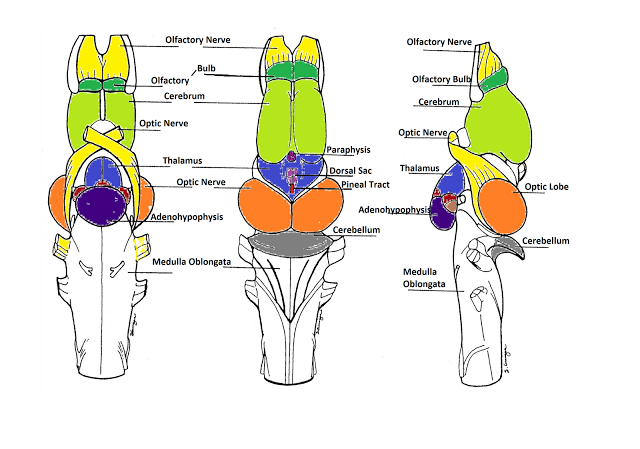 Olfactory Nerve
Bulb
Olfactory
Cerebrum
Optic Nerve
Thalamus
Optic Nerve
Adenohypophysis
Medulla Oblongata
Paraphysis
Dorsal Sac
Pineal Tract
Cerebellum
Olfactory Nerve
Olfactory Bulb
Cerebrum
Optic Nerve
Thalamus
Optic Lobe
Adenohypophysis
Cerebellum
Medulla
Oblongata